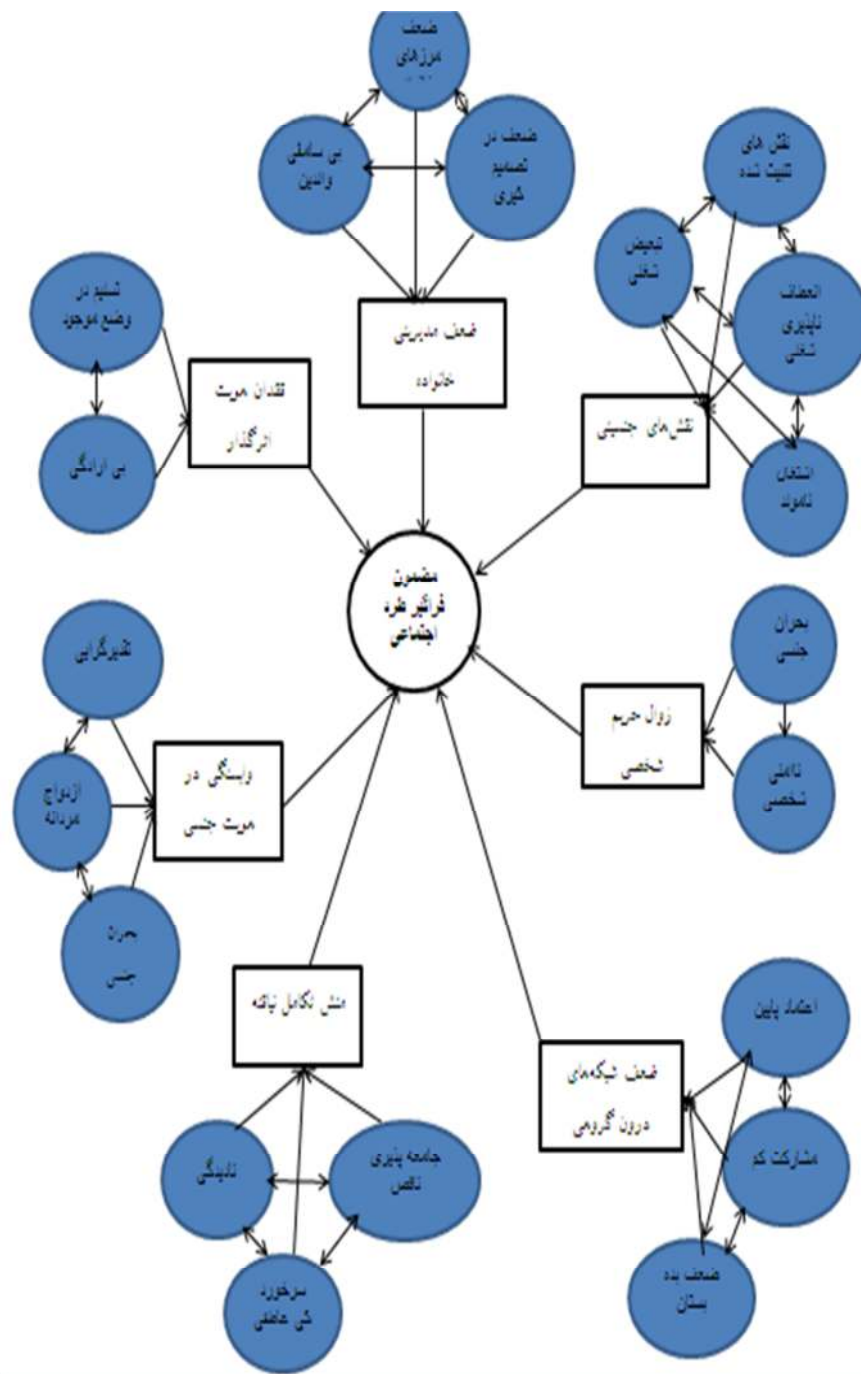 ضعف
مرزهای
ضعف در
تصمیم
گیری
بی سامانی
والدین
ضعف مدیریتی
خانواده
نقش های
تثبیت شده
تبعیض
شغلی
انعطاف
ناپذیری
شغلی
اشتغال
نامولد
نقش‌های جنسیتی
تسلیم در
وضع موجود
بی ارادگی
فقدان هویت
اثرگذار
مضمون
فراگیر طرد
اجتماعی
بحران
جنسی
ناامنی
شخصی
زوال حریم
شخصی
تقدیرگرایی
ازدواج
مردانه
بحران
جنسی
وابستگی در
هویت جنسی
منش تکامل نیافته
نادیدگی
جامعه پذیری
ناقص
سرخورد
گی عاطفی
ضعف شبکه‌های
درون گروهی
اعتماد پایین
مشارکت کم
ضعف بده
بستان